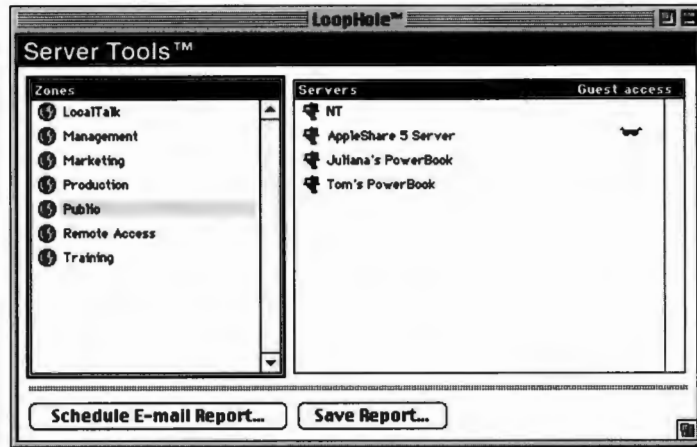 LoopHole™
Server Tools™
Zones
LocalTalk
Management
Marketing
Production
Public
Remote Access
Training
Servers Guest access
NT
AppleShare 5 Server
Juliana's PowerBook
Tom's PowerBook
Schedule E-mail Report...
Save Report...